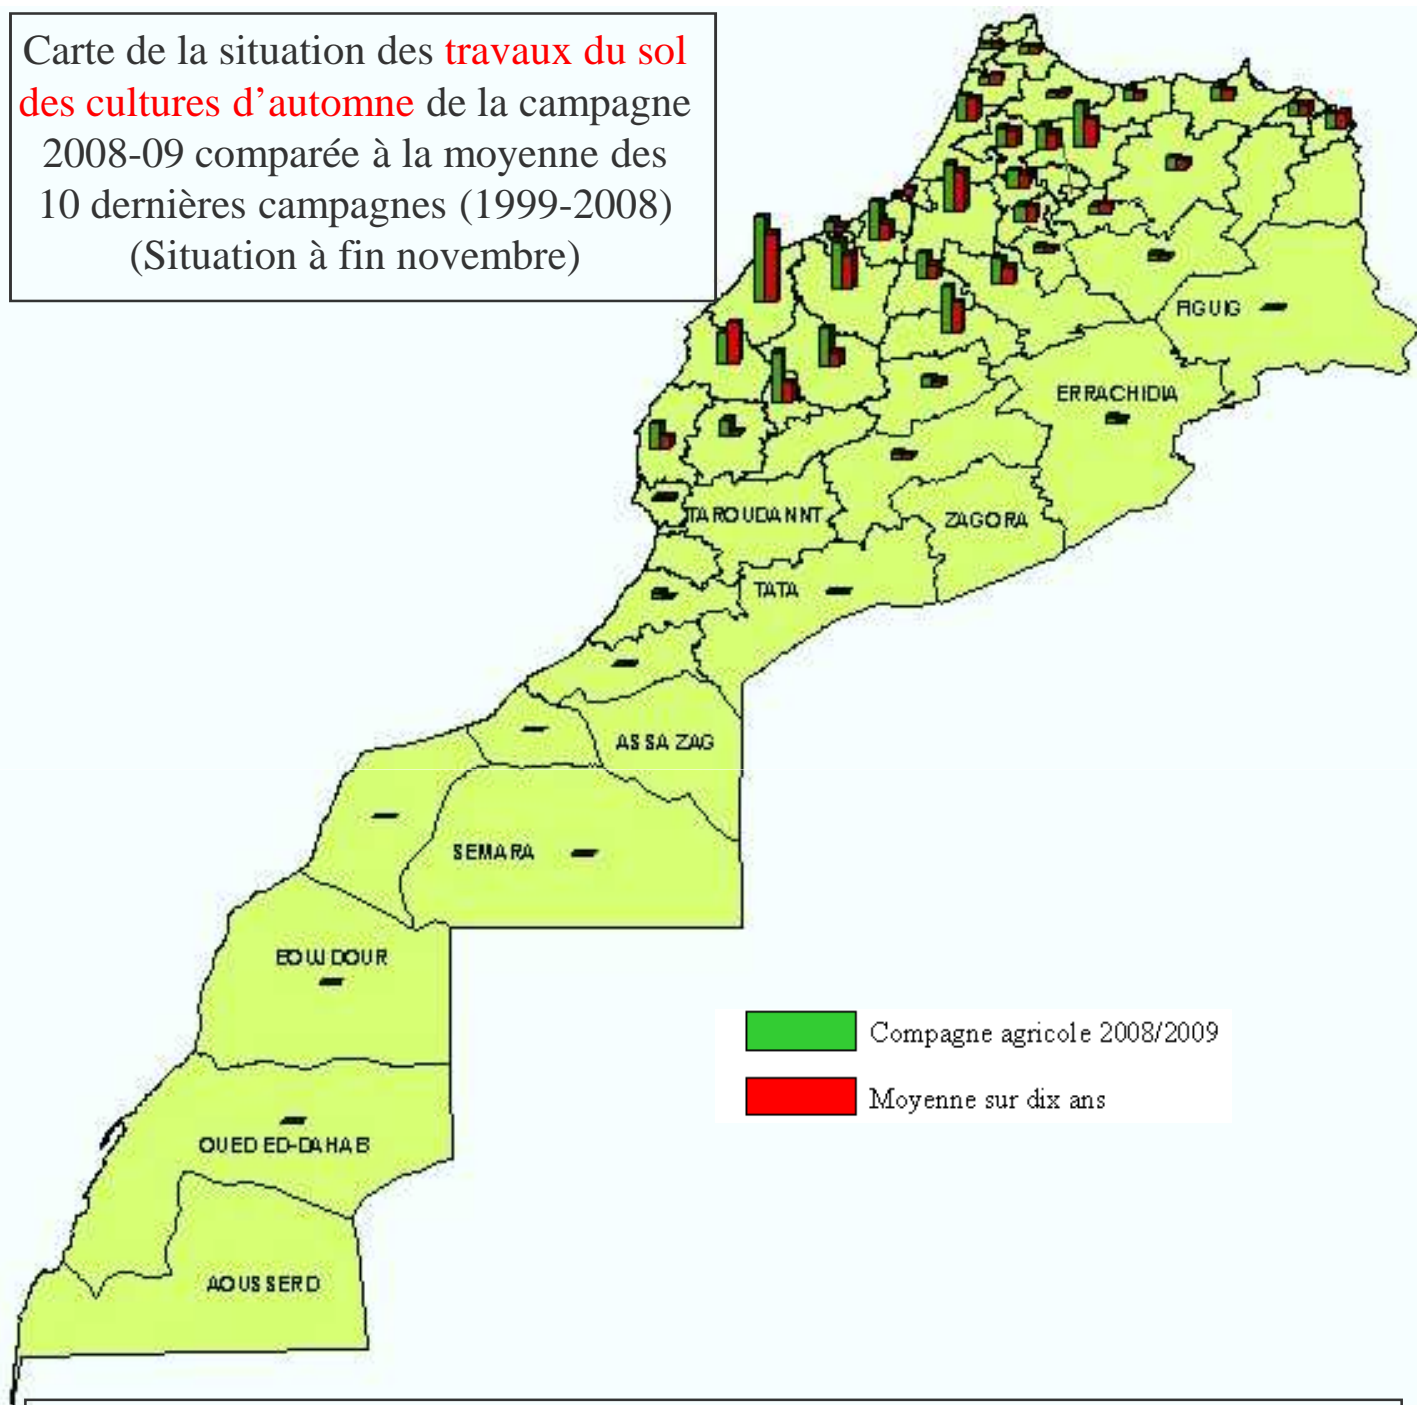 Carte de la situation des travaux du sol
des cultures d’automne de la campagne
2008-09 comparée à la moyenne des
10 dernières campagnes (1999-2008)
(Situation à fin novembre)
FIGUIG
ERRACHIDIA
TAROUDANNT
ZAGORA
TATA
ASSA ZAG
SEMARA
BOUJDOUR
Compagne agricole 2008/2009
Moyenne sur dix ans
OUED ED-DAHAB
AOUSSERD